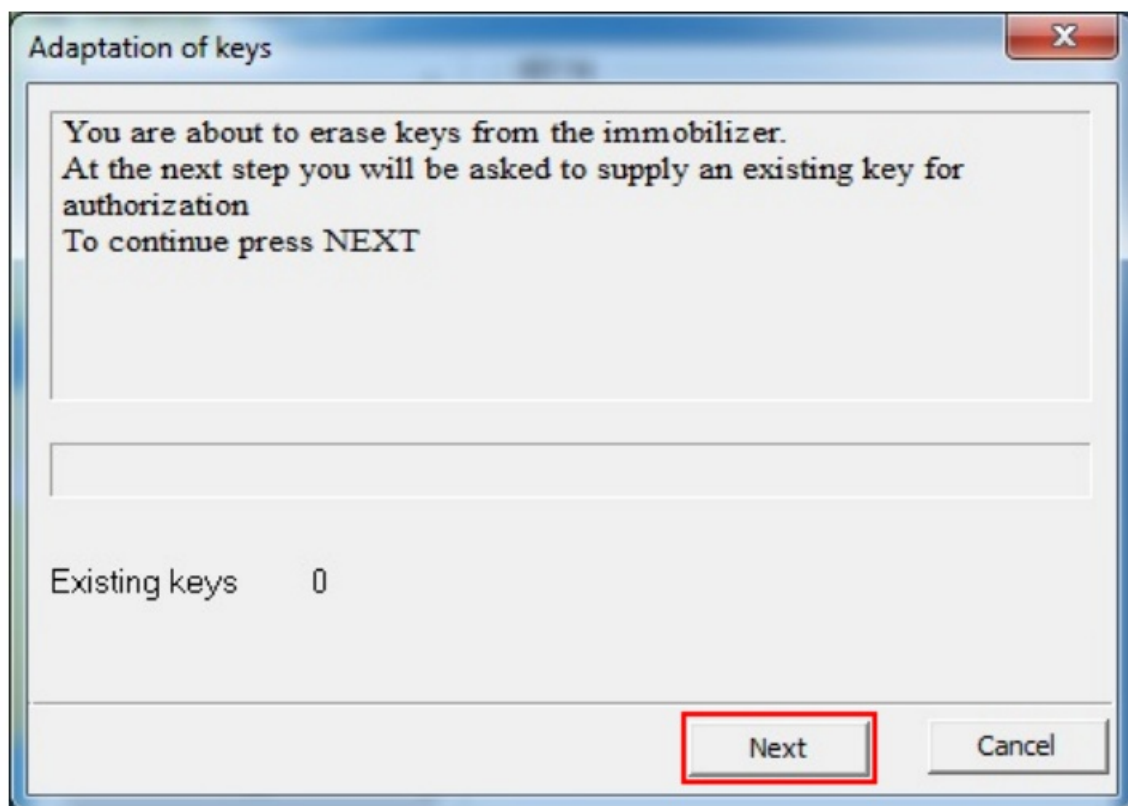 Adaptation of keys
You are about to erase keys from the immobilizer.
At the next step you will be asked to supply an existing key for
authorization
To continue press NEXT
Existing keys 0
Next
Cancel